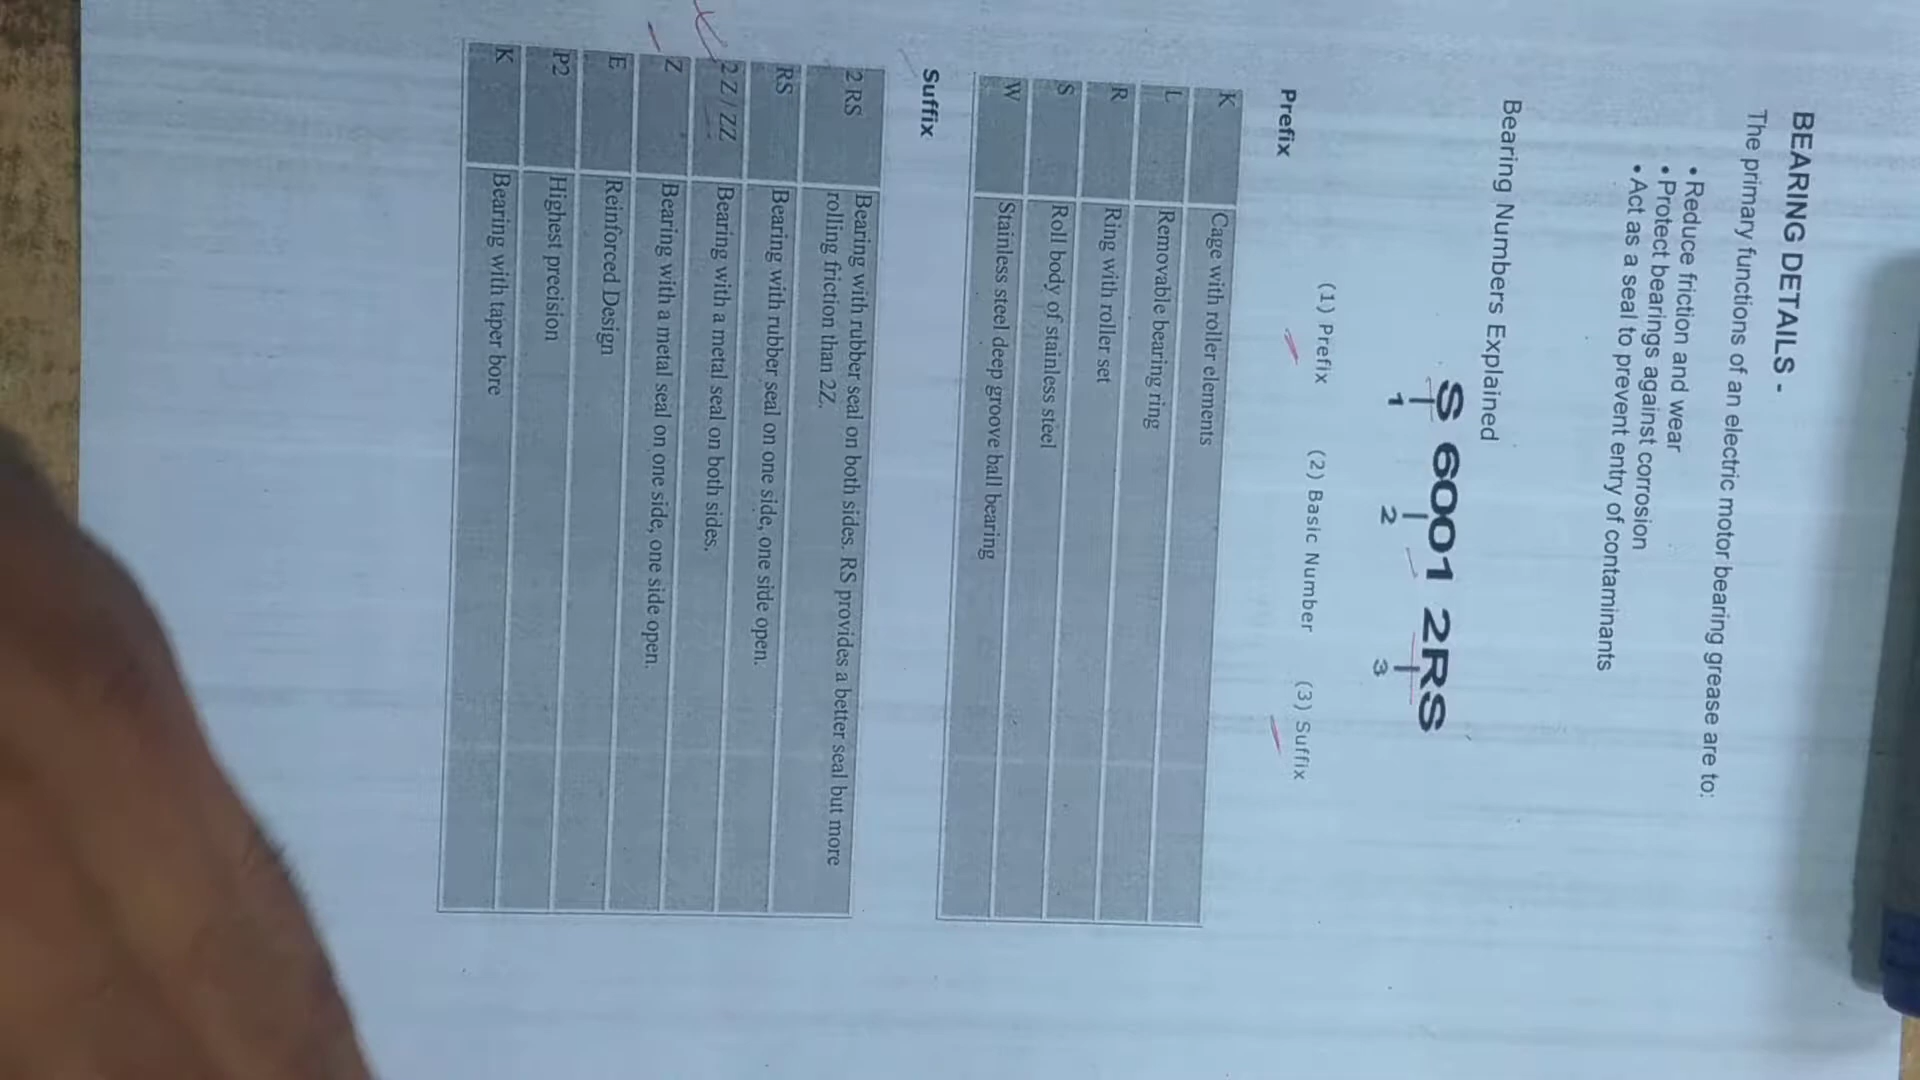 BEARING DETAILS -
The primary functions of an electric motor bearing grease are to:
• Reduce friction and wear
• Protect bearings against corrosion
• Act as a seal to prevent entry of contaminants
Bearing Numbers Explained
S 6001 2RS
1 2 3
(1) Prefix (2) Basic Number (3) Suffix
Prefix
K Cage with roller elements
L Removable bearing ring
R Ring with roller set
S Roll body of stainless steel
W Stainless steel deep groove ball bearing
Suffix
2 RS Bearing with rubber seal on both sides. RS provides a better seal but more
rolling friction than 2Z.
RS Bearing with rubber seal on one side, one side open.
2 Z / ZZ Bearing with a metal seal on both sides.
Z Bearing with a metal seal on one side, one side open.
E Reinforced Design
P2 Highest precision
K Bearing with taper bore